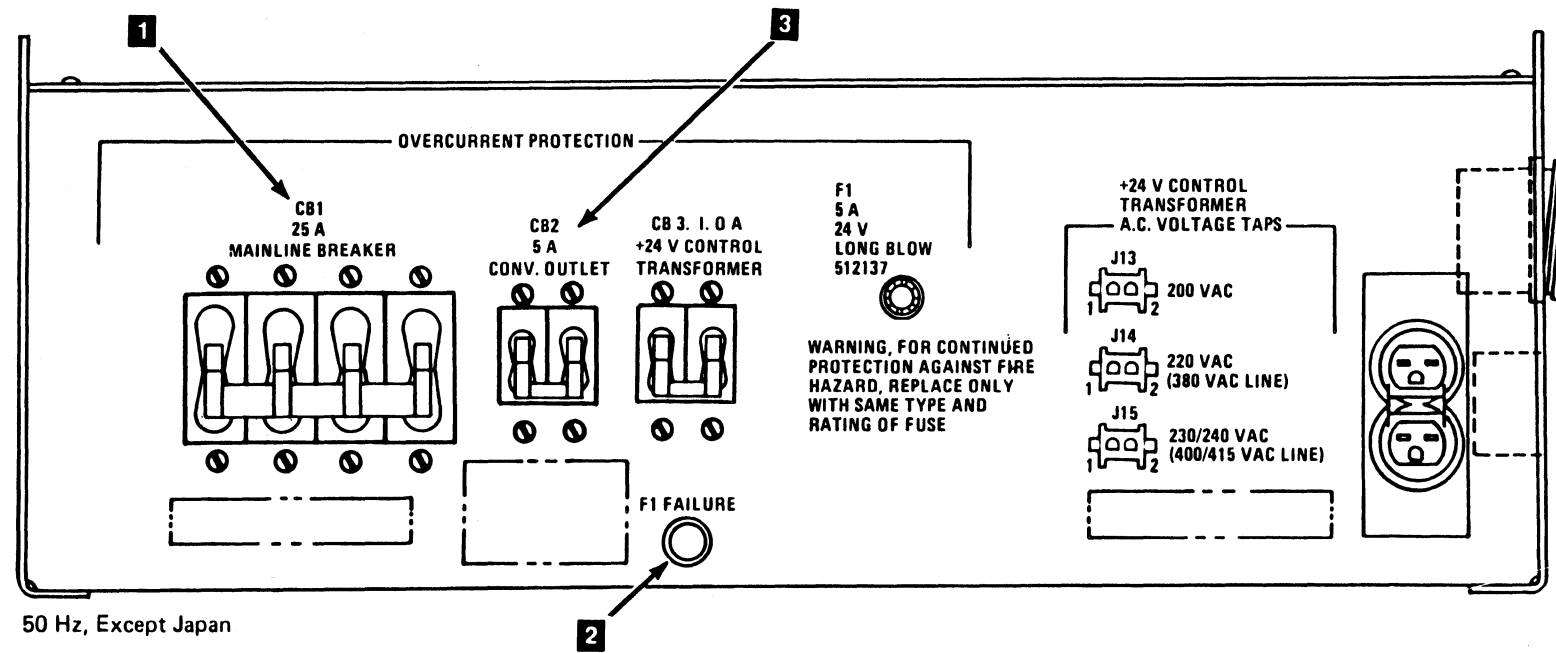 1
3
OVERCURRENT PROTECTION
CB1
25 A
MAINLINE BREAKER
CB2
5 A
CONV. OUTLET
CB 3. I. 0 A
+24 V CONTROL
TRANSFORMER
F1
5 A
24 V
LONG BLOW
512137
WARNING, FOR CONTINUED
PROTECTION AGAINST FIRE
HAZARD, REPLACE ONLY
WITH SAME TYPE AND
RATING OF FUSE
+24 V CONTROL
TRANSFORMER
A.C. VOLTAGE TAPS
J13
1 2 200 VAC
J14
1 2 220 VAC
(380 VAC LINE)
J15
1 2 230/240 VAC
(400/415 VAC LINE)
F1 FAILURE
2
50 Hz, Except Japan